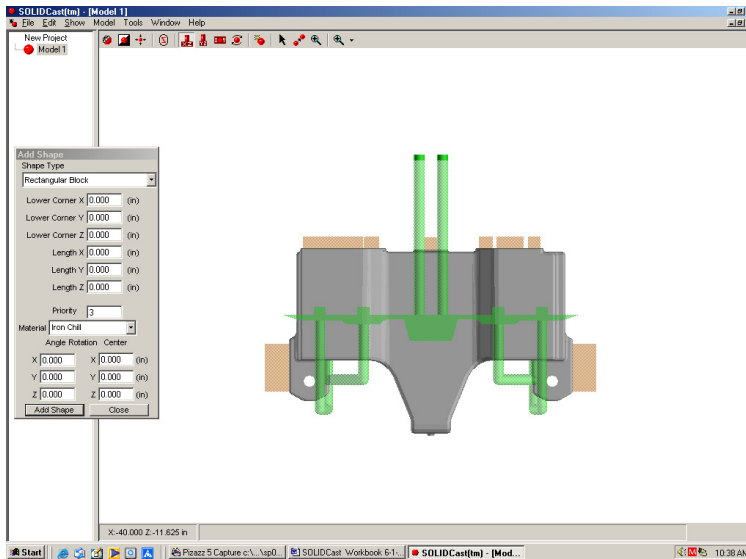 SOLIDCast(tm) - [Model 1]
File Edit Show Model Tools Window Help
New Project
Model 1
Add Shape
Shape Type
Rectangular Block
Lower Corner X 0.000 (in)
Lower Corner Y 0.000 (in)
Lower Corner Z 0.000 (in)
Length X 0.000 (in)
Length Y 0.000 (in)
Length Z 0.000 (in)
Priority 3
Material Iron Chill
Angle Rotation Center
X 0.000 X 0.000 (in)
Y 0.000 Y 0.000 (in)
Z 0.000 Z 0.000 (in)
Add Shape Close
X:-40.000 Z:-11.625 in
Start Pizazz 5 Capture c:\...\sp0... SOLIDCast Workbook 6-1-... SOLIDCast(tm) - [Mod... 10:38 AM